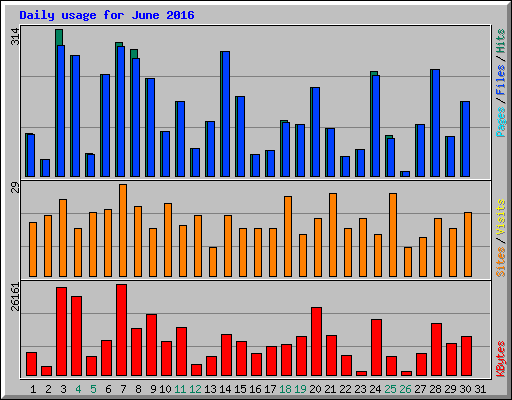 Daily usage for June 2016
314
Pages / Files / Hits
29
Sites / Visits
26161
KBytes
1 2 3 4 5 6 7 8 9 10 11 12 13 14 15 16 17 18 19 20 21 22 23 24 25 26 27 28 29 30 31